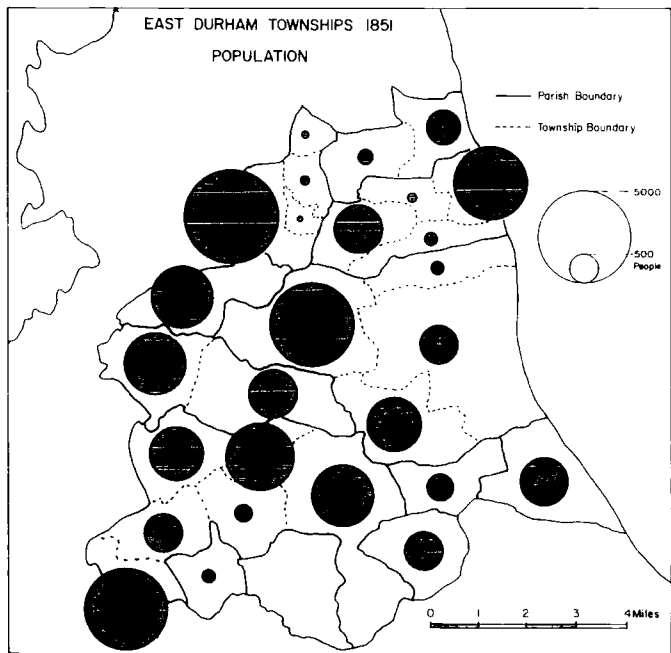 EAST DURHAM TOWNSHIPS 1851
POPULATION
Parish Boundary
Township Boundary
5000
500
People
0 1 2 3 4 Miles